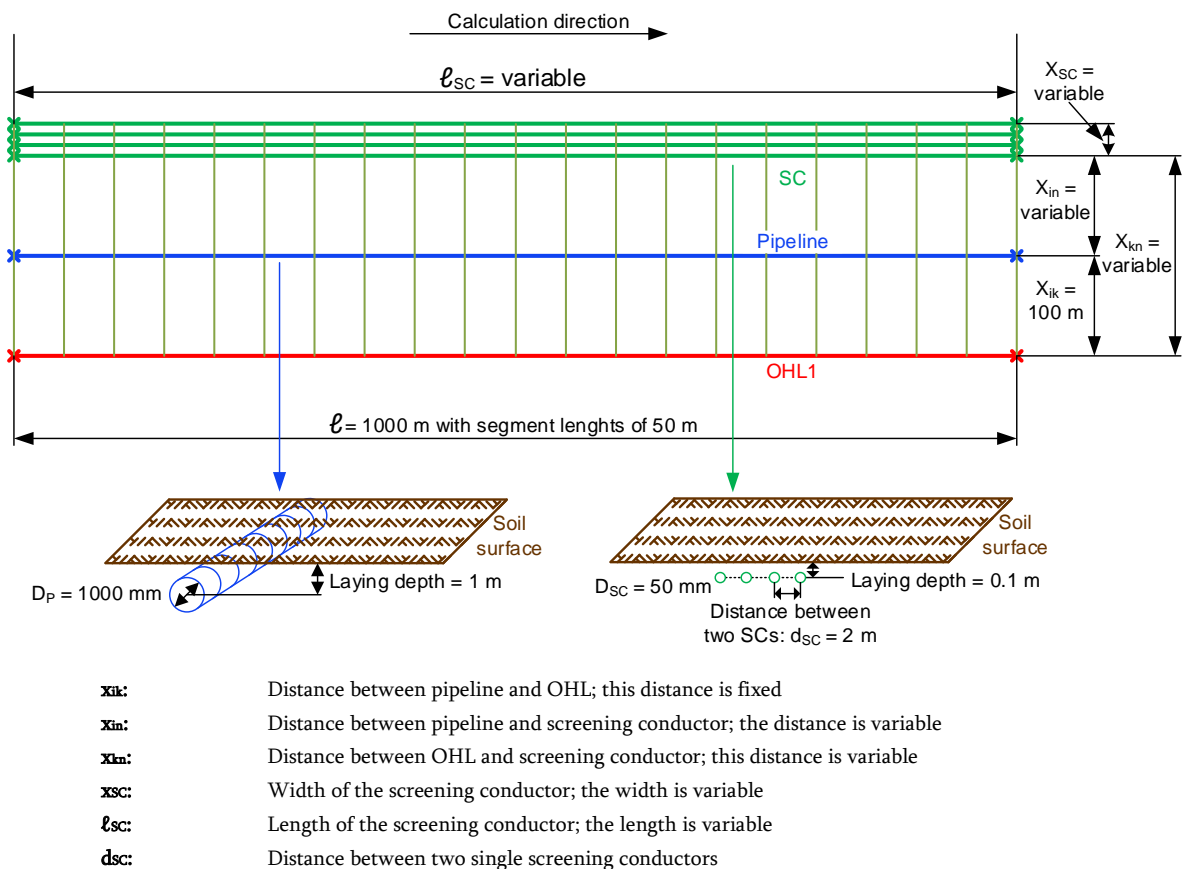 Calculation direction
ℓSC = variable
XSC =
variable
SC
Xin =
variable
Pipeline
Xkn =
variable
Xik =
100 m
OHL1
ℓ= 1000 m with segment lenghts of 50 m
Soil
surface
Soil
surface
DP = 1000 mm
Laying depth = 1 m
DSC = 50 mm
Laying depth = 0.1 m
Distance between
two SCs: dSC = 2 m
xik: Distance between pipeline and OHL; this distance is fixed
xin: Distance between pipeline and screening conductor; the distance is variable
xkn: Distance between OHL and screening conductor; this distance is variable
xSC: Width of the screening conductor; the width is variable
ℓSC: Length of the screening conductor; the length is variable
dSC: Distance between two single screening conductors